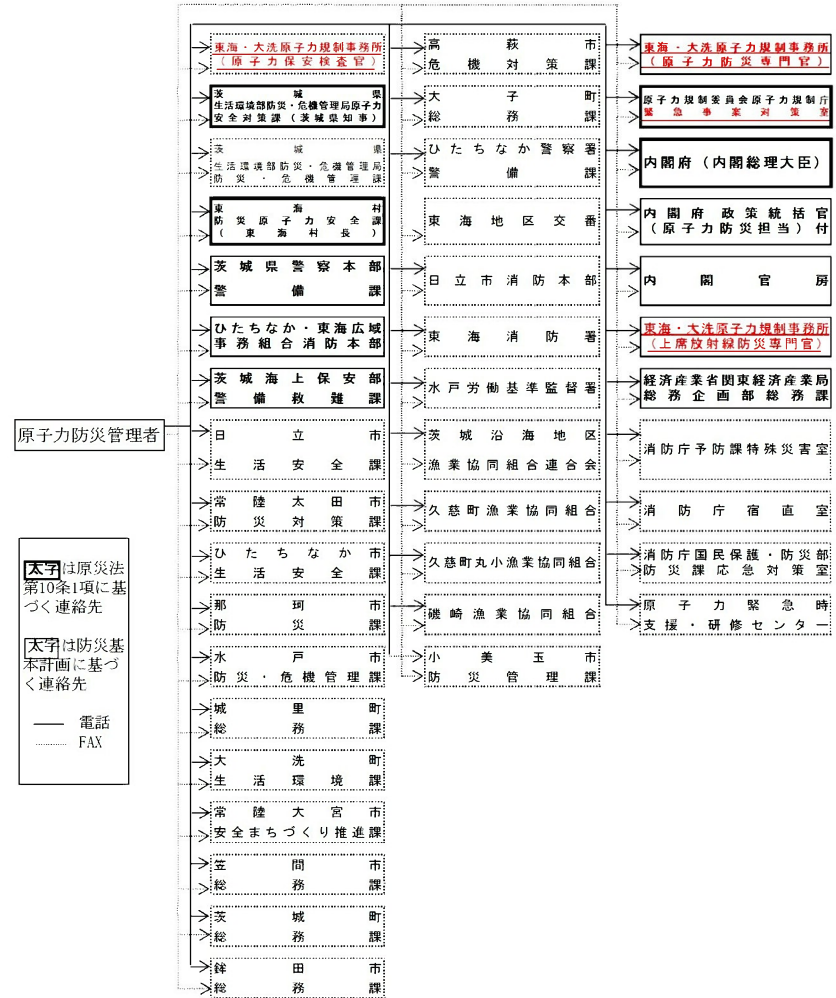 原子力防災管理者
太字は原災法
第10条1項に基
づく連絡先
太字は防災基
本計画に基づ
く連絡先
電話
FAX
東海・大洗原子力規制事務所
(原子力保安検査官)
茨城県
生活環境部防災・危機管理局原子力
安全対策課(茨城県知事)
茨城県
生活環境部防災・危機管理局
防災・危機管理課
東海村
防災原子力安全課
(東海村長)
茨城県警察本部
警備課
ひたちなか・東海広域
事務組合消防本部
茨城海上保安部
警備救難課
日立市
生活安全課
常陸太田市
防災対策課
ひたちなか市
生活安全課
那珂市
防災課
水戸市
防災・危機管理課
城里町
総務課
大洗町
生活環境課
常陸大宮市
安全まちづくり推進課
笠間市
総務課
茨城町
総務課
鉾田市
総務課
高萩市
危機対策課
大子町
総務課
ひたちなか警察署
警備課
東海地区交番
日立市消防本部
東海消防署
水戸労働基準監督署
茨城沿海地区
漁業協同組合連合会
久慈町漁業協同組合
久慈町丸小漁業協同組合
磯崎漁業協同組合
小美玉市
防災管理課
東海・大洗原子力規制事務所
(原子力防災専門官)
原子力規制委員会原子力規制庁
緊急事案対策室
内閣府(内閣総理大臣)
内閣府政策統括官
(原子力防災担当)付
内閣官房
東海・大洗原子力規制事務所
(上席放射線防災専門官)
経済産業省関東経済産業局
総務企画部総務課
消防庁予防課特殊災害室
消防庁宿直室
消防庁国民保護・防災部
防災課応急対策室
原子力緊急時
支援・研修センター